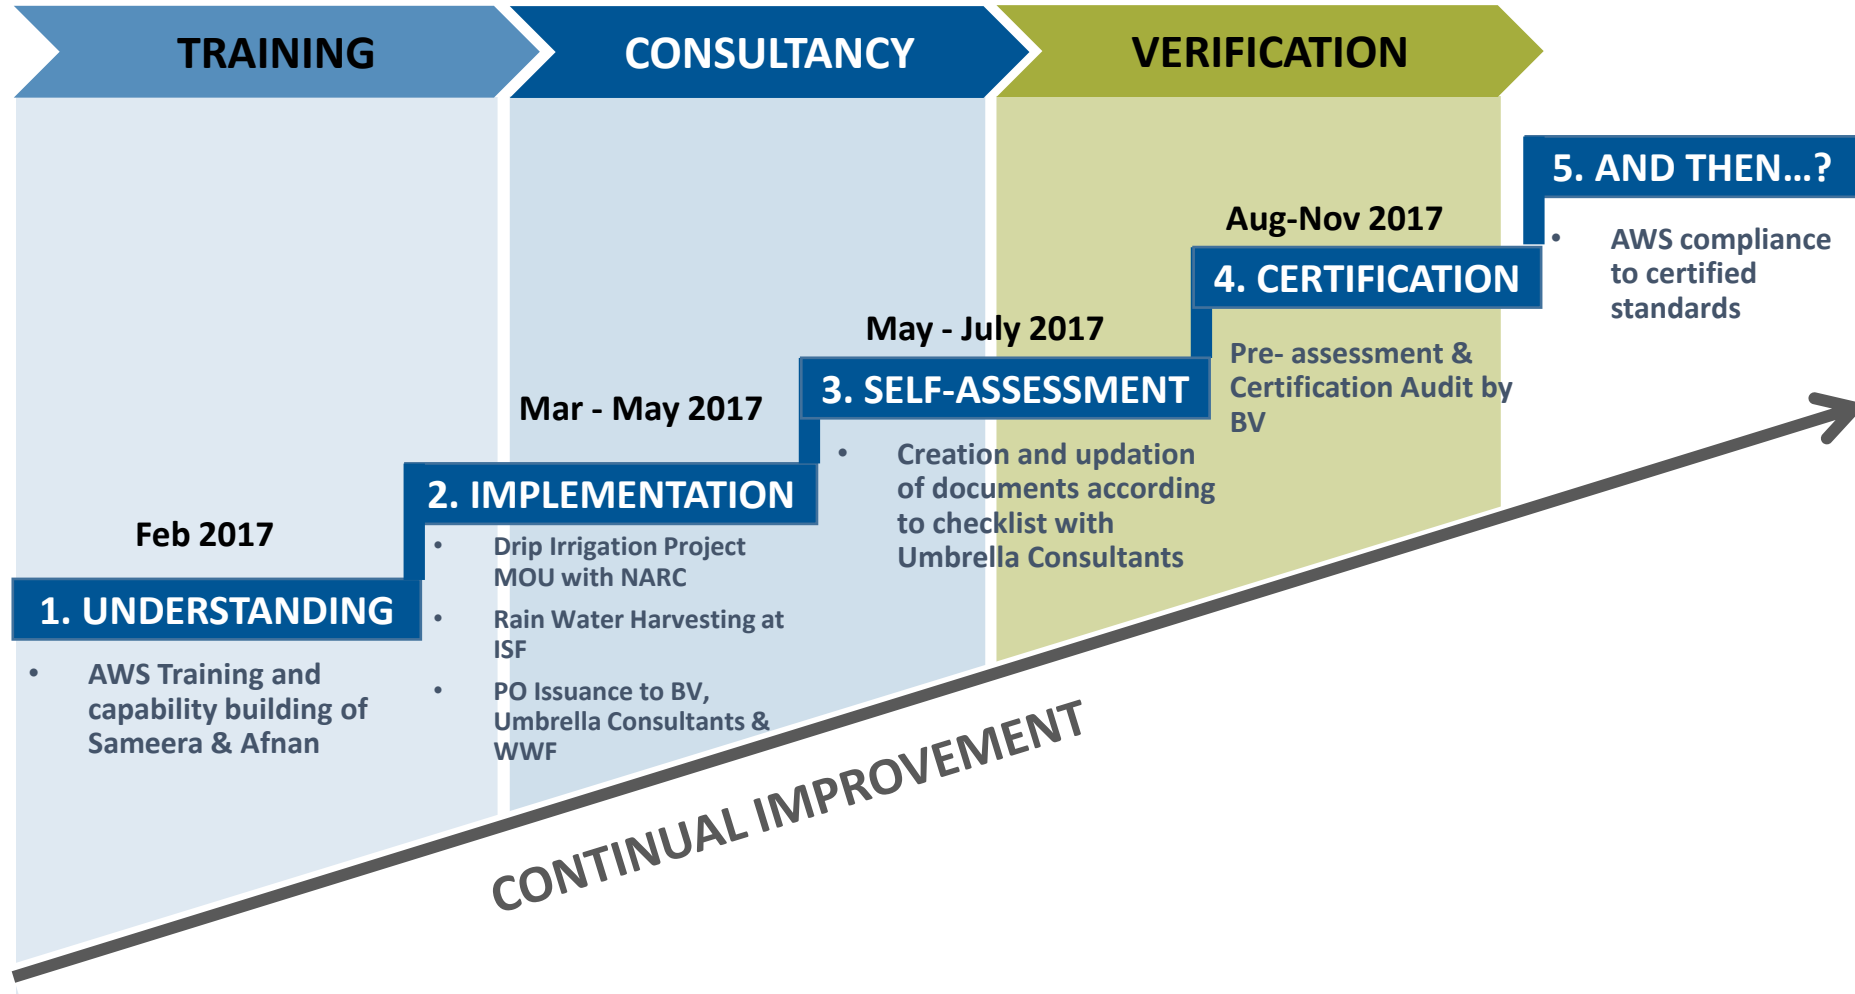 TRAINING
CONSULTANCY
VERIFICATION
Feb 2017
1. UNDERSTANDING
• AWS Training and
capability building of
Sameera & Afnan
Mar - May 2017
2. IMPLEMENTATION
• Drip Irrigation Project
MOU with NARC
• Rain Water Harvesting at
ISF
• PO Issuance to BV,
Umbrella Consultants &
WWF
May - July 2017
3. SELF-ASSESSMENT
• Creation and updation
of documents according
to checklist with
Umbrella Consultants
Aug-Nov 2017
4. CERTIFICATION
Pre- assessment &
Certification Audit by
BV
5. AND THEN...?
• AWS compliance
to certified
standards
CONTINUAL IMPROVEMENT